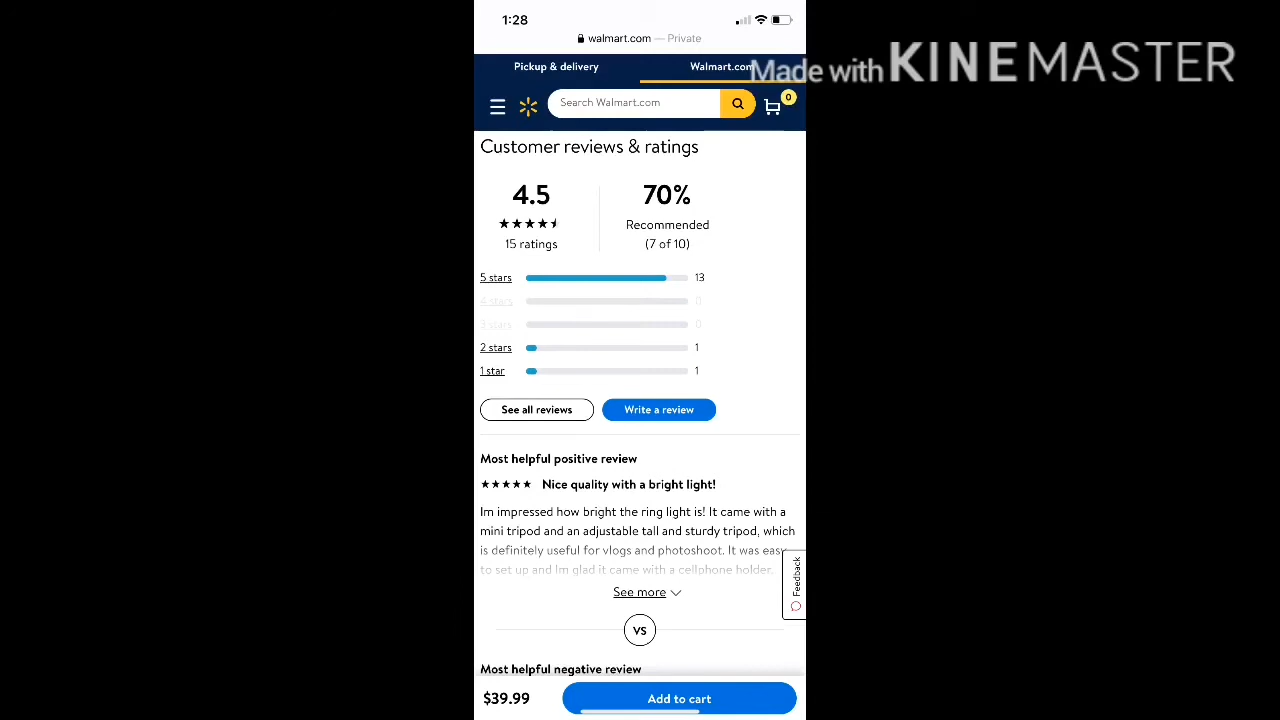 1:28
walmart.com — Private
Pickup & delivery
Walmart.com
Made with KINEMASTER
Search Walmart.com
0
Customer reviews & ratings
4.5
70%
15 ratings
Recommended
(7 of 10)
5 stars 13
4 stars 0
3 stars 0
2 stars 1
1 star 1
See all reviews
Write a review
Most helpful positive review
Nice quality with a bright light!
Im impressed how bright the ring light is! It came with a
mini tripod and an adjustable tall and sturdy tripod, which
is definitely useful for vlogs and photoshoot. It was easy
to set up and Im glad it came with a cellphone holder.
Feedback
See more
VS
Most helpful negative review
$39.99
Add to cart